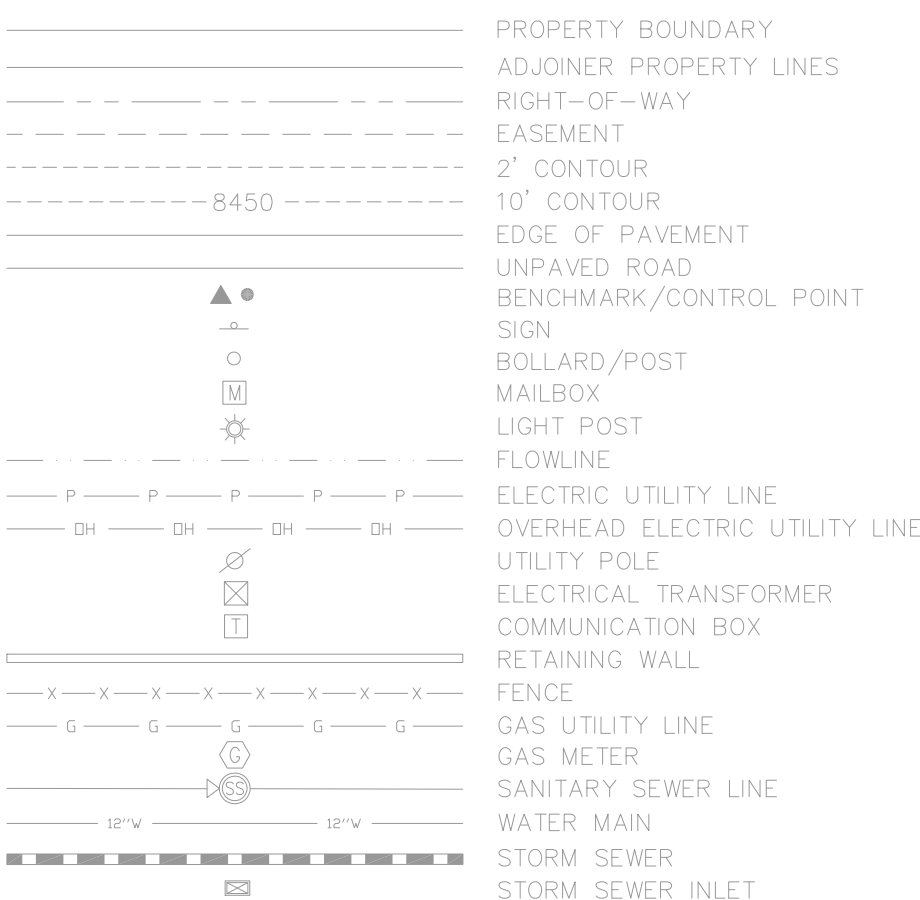 PROPERTY BOUNDARY
ADJOINER PROPERTY LINES
RIGHT-OF-WAY
EASEMENT
2' CONTOUR
8450 10' CONTOUR
EDGE OF PAVEMENT
UNPAVED ROAD
BENCHMARK/CONTROL POINT
SIGN
BOLLARD/POST
M MAILBOX
LIGHT POST
FLOWLINE
P P P P P ELECTRIC UTILITY LINE
OH OH OH OH OVERHEAD ELECTRIC UTILITY LINE
UTILITY POLE
ELECTRICAL TRANSFORMER
T COMMUNICATION BOX
RETAINING WALL
X X X X X X X X FENCE
G G G G G GAS UTILITY LINE
G GAS METER
SS SANITARY SEWER LINE
12''W 12''W WATER MAIN
STORM SEWER
STORM SEWER INLET